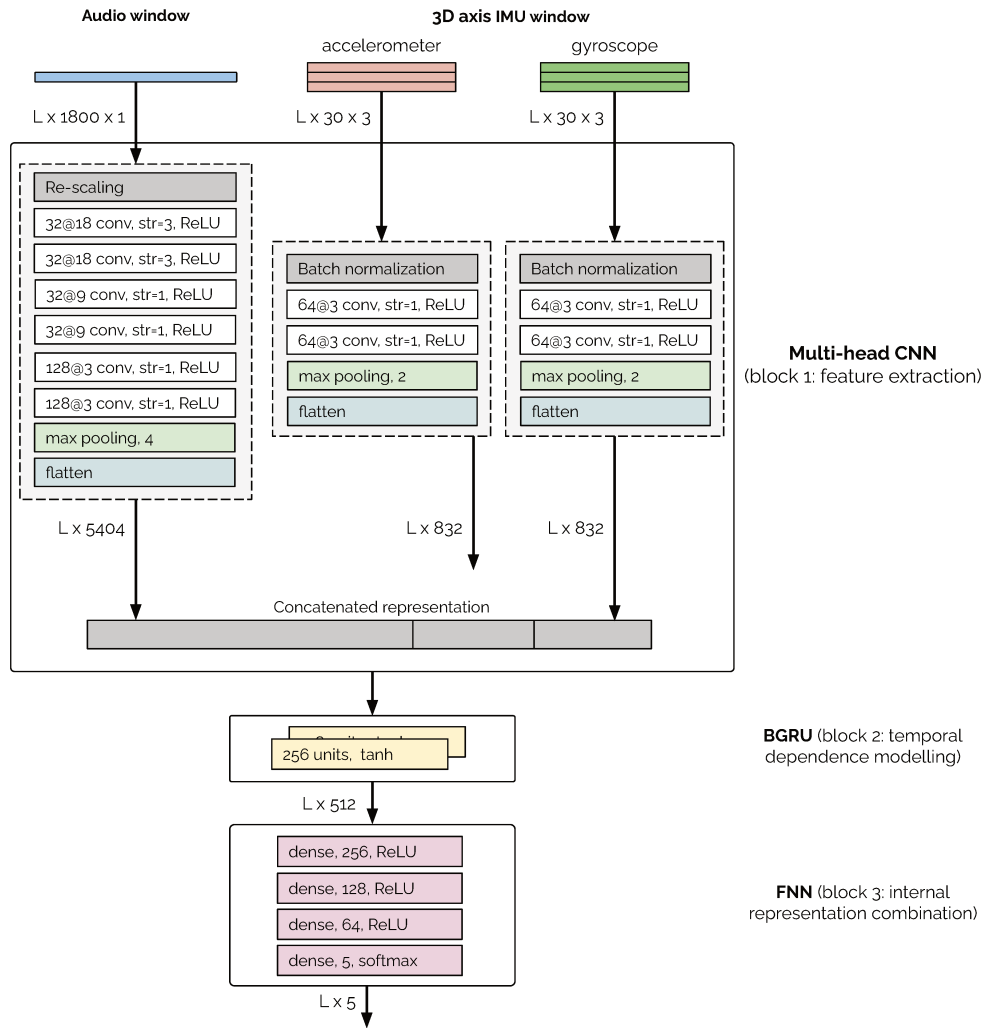 Audio window
3D axis IMU window
accelerometer
gyroscope
L x 1800 x 1
L x 30 x 3
L x 30 x 3
Re-scaling
32@18 conv, str=3, ReLU
32@18 conv, str=3, ReLU
32@9 conv, str=1, ReLU
32@9 conv, str=1, ReLU
128@3 conv, str=1, ReLU
128@3 conv, str=1, ReLU
max pooling, 4
flatten
Batch normalization
64@3 conv, str=1, ReLU
64@3 conv, str=1, ReLU
max pooling, 2
flatten
Batch normalization
64@3 conv, str=1, ReLU
64@3 conv, str=1, ReLU
max pooling, 2
flatten
Multi-head CNN
(block 1: feature extraction)
L x 5404
L x 832
L x 832
Concatenated representation
256 units, tanh
BGRU (block 2: temporal
dependence modelling)
L x 512
dense, 256, ReLU
dense, 128, ReLU
dense, 64, ReLU
dense, 5, softmax
FNN (block 3: internal
representation combination)
L x 5